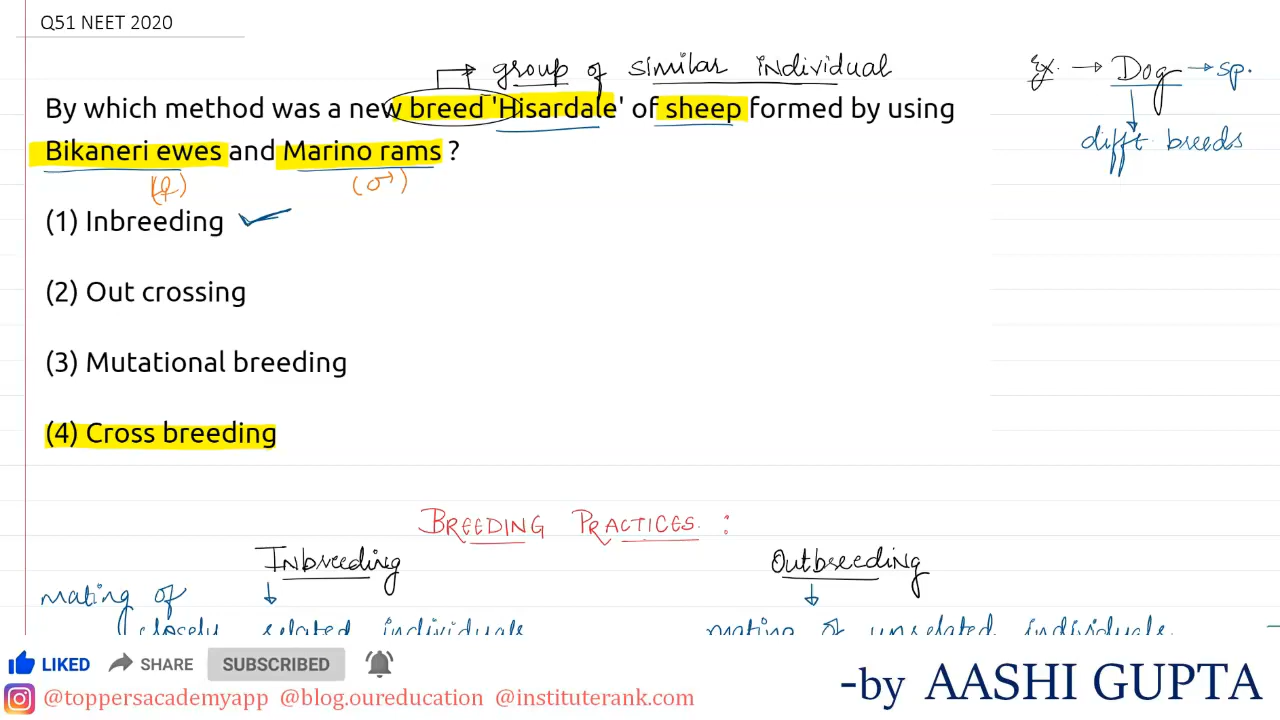 Q51 NEET 2020
group of similar individual
Ex. → Dog → sp.
By which method was a new breed 'Hisardale' of sheep formed by using
difft. breeds
Bikaneri ewes and Marino rams ?
(♀) (♂)
(1) Inbreeding
(2) Out crossing
(3) Mutational breeding
(4) Cross breeding
BREEDING PRACTICES :
Inbreeding Outbreeding
mating of
closely related individuals mating of unrelated individuals.
LIKED SHARE SUBSCRIBED
-by AASHI GUPTA
@toppersacademyapp @blog.oureducation @instituterank.com